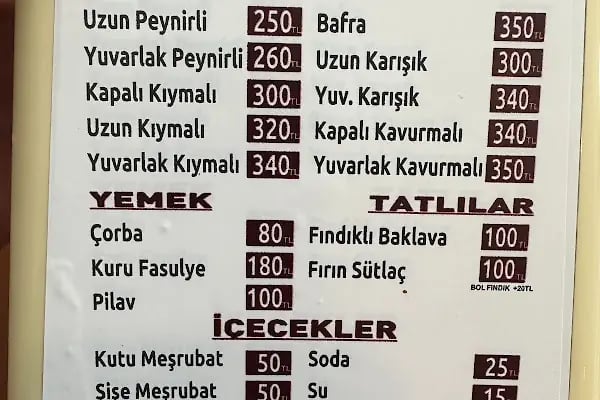 Uzun Peynirli 250TL
Yuvarlak Peynirli 260TL
Kapalı Kıymalı 300TL
Uzun Kıymalı 320TL
Yuvarlak Kıymalı 340TL
Bafra 350TL
Uzun Karışık 300TL
Yuv. Karışık 340TL
Kapalı Kavurmalı 340TL
Yuvarlak Kavurmalı 350TL
YEMEK
Çorba 80TL
Kuru Fasulye 180TL
Pilav 100TL
TATLILAR
Fındıklı Baklava 100TL
Fırın Sütlaç 100TL
BOL FINDIK +20TL
İÇECEKLER
Kutu Meşrubat 50TL
Şişe Meşrubat 50TL
Soda 25TL
Su 15TL